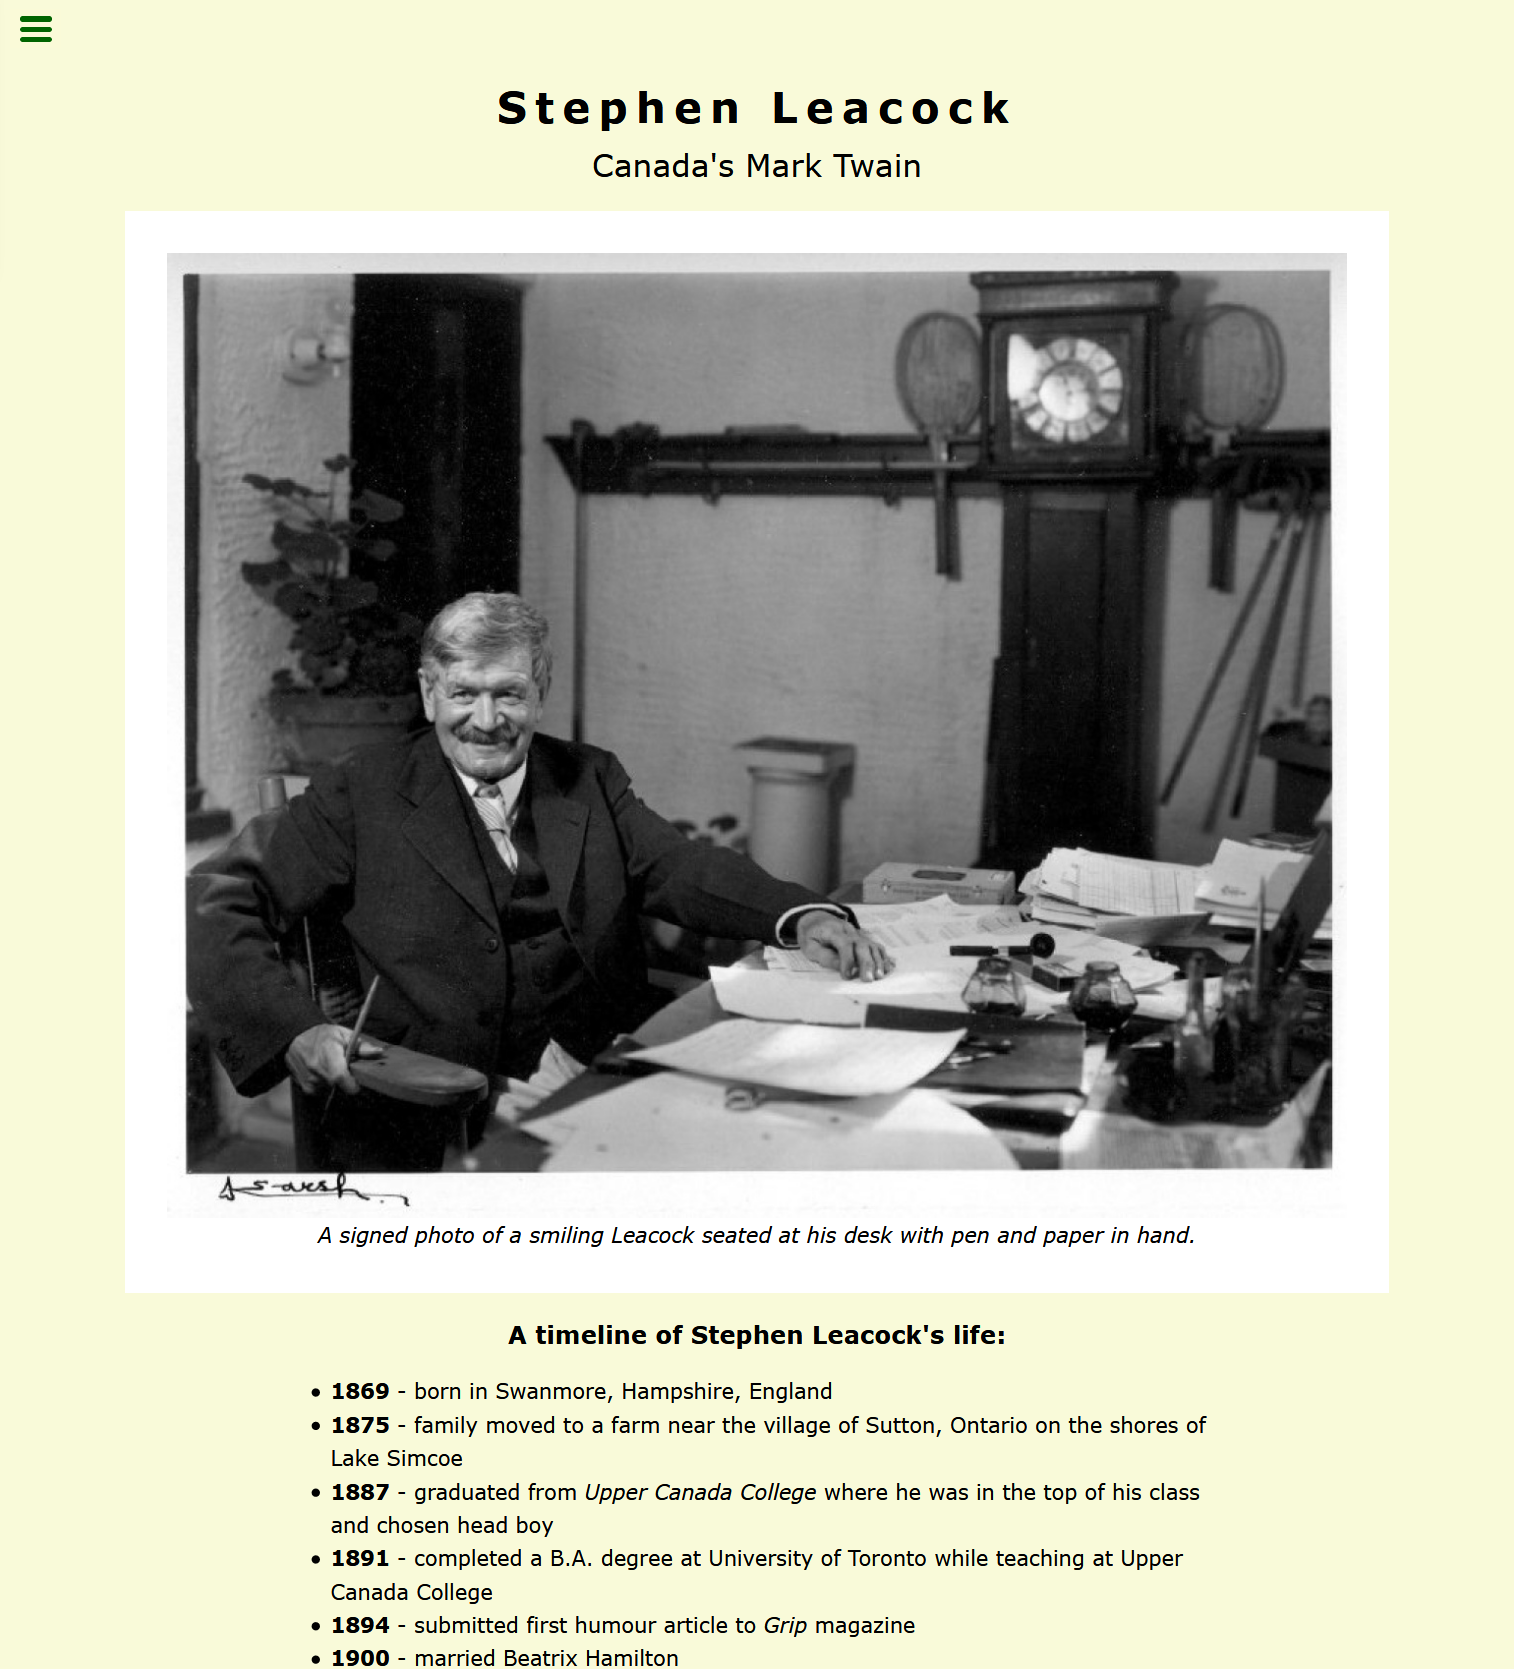 Stephen Leacock
Canada's Mark Twain
A signed photo of a smiling Leacock seated at his desk with pen and paper in hand.
A timeline of Stephen Leacock's life:
• 1869 - born in Swanmore, Hampshire, England
• 1875 - family moved to a farm near the village of Sutton, Ontario on the shores of
Lake Simcoe
• 1887 - graduated from Upper Canada College where he was in the top of his class
and chosen head boy
• 1891 - completed a B.A. degree at University of Toronto while teaching at Upper
Canada College
• 1894 - submitted first humour article to Grip magazine
• 1900 - married Beatrix Hamilton